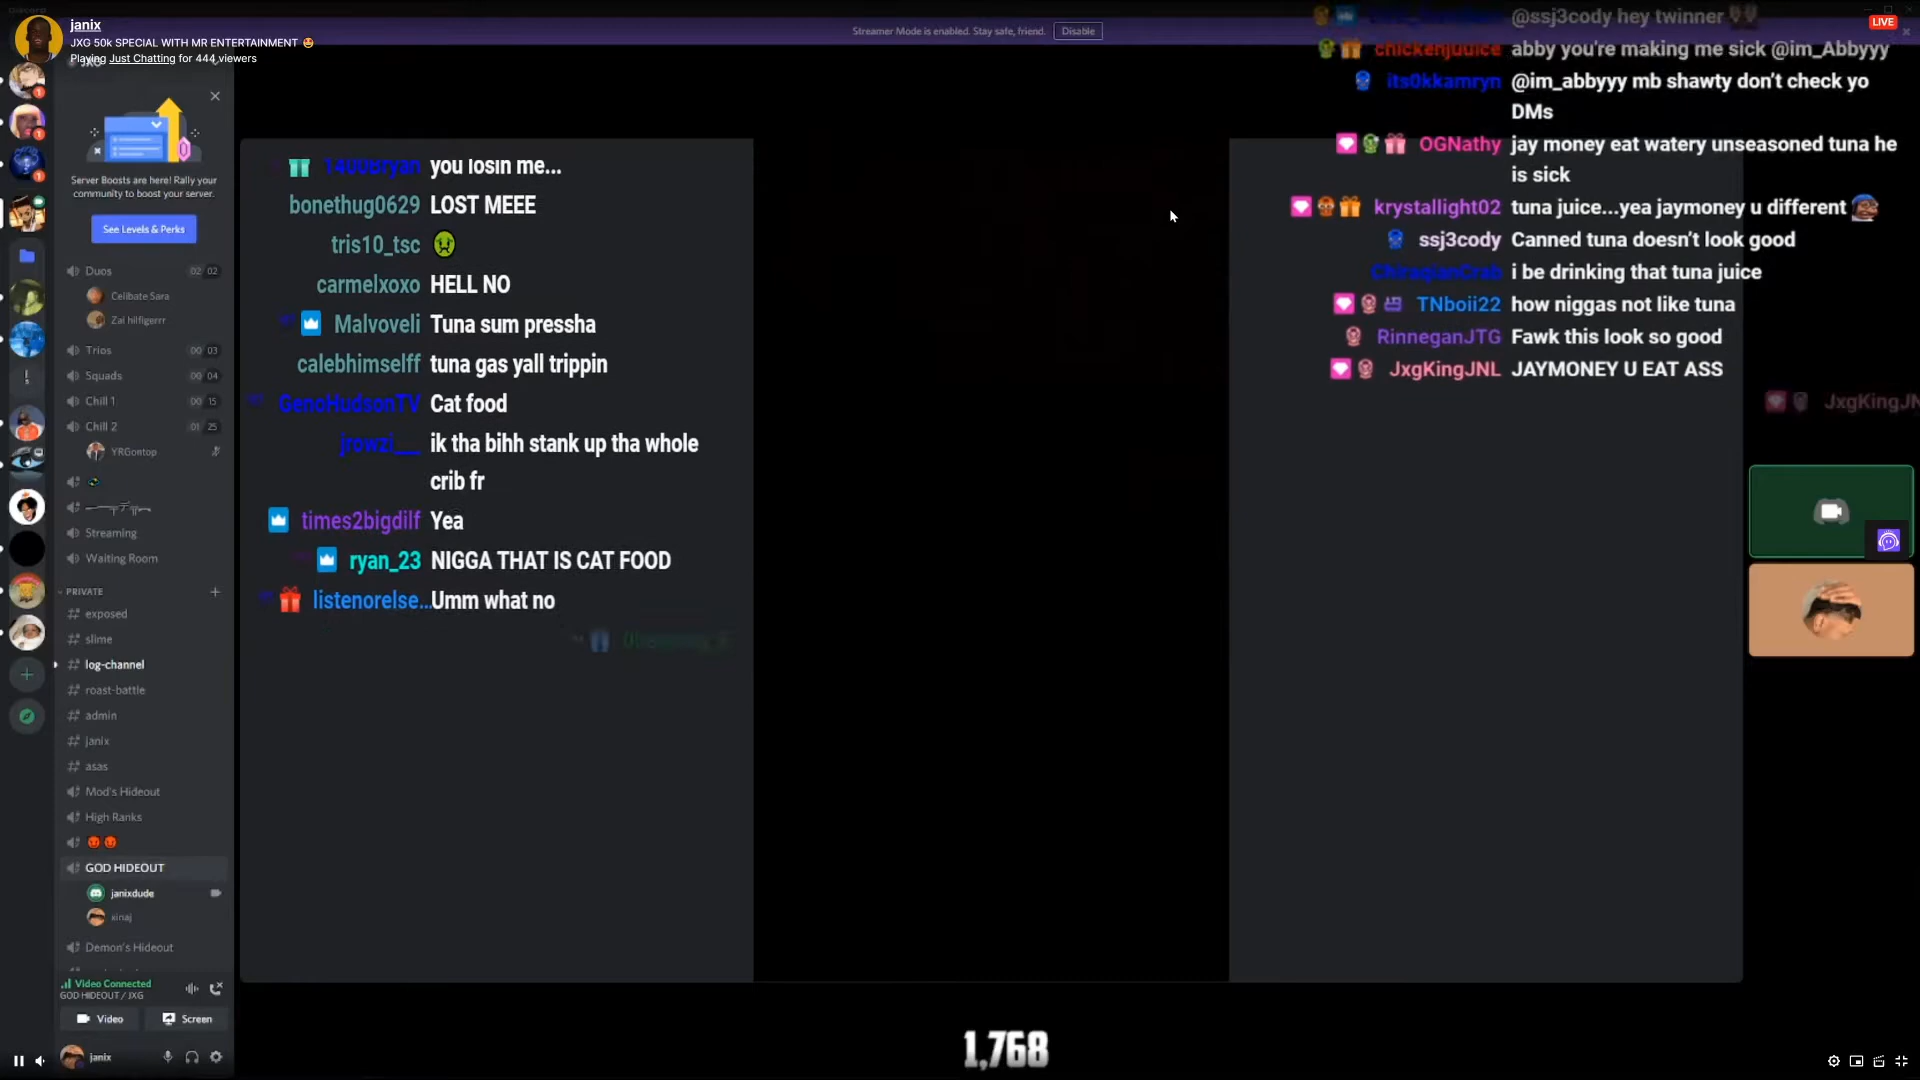 janix
JXG 50k SPECIAL WITH MR ENTERTAINMENT
Playing Just Chatting for 444 viewers
Streamer Mode is enabled. Stay safe, friend. Disable
LIVE
Server Boosts are here! Rally your
community to boost your server.
See Levels & Perks
Duos 02 02
Celibate Sara
Zai hilfigerrr
Trios 00 03
Squads 00 04
Chill 1 00 15
Chill 2 01 25
YRGontop
Streaming
Waiting Room
PRIVATE
exposed
slime
log-channel
roast-battle
admin
janix
asas
Mod's Hideout
High Ranks
GOD HIDEOUT
janixdude
xinaj
Demon's Hideout
Video Connected
GOD HIDEOUT / JXG
Video Screen
janix
1400Bryan you losin me...
bonethug0629 LOST MEEE
tris10_tsc
carmelxoxo HELL NO
Malvoveli Tuna sum pressha
calebhimselff tuna gas yall trippin
GenoHudsonTV Cat food
jrowzi__ ik tha bihh stank up tha whole
crib fr
times2bigdilf Yea
ryan_23 NIGGA THAT IS CAT FOOD
listenorelse... Umm what no
@ssj3cody hey twinner
chickenjuuice abby you're making me sick @im_Abbyyy
its0kkamryn @im_abbyyy mb shawty don't check yo
DMs
OGNathy jay money eat watery unseasoned tuna he
is sick
krystallight02 tuna juice...yea jaymoney u different
ssj3cody Canned tuna doesn't look good
ChiraqianCrab i be drinking that tuna juice
TNboii22 how niggas not like tuna
RinneganJTG Fawk this look so good
JxgKingJNL JAYMONEY U EAT ASS
JxgKingJN
1,768